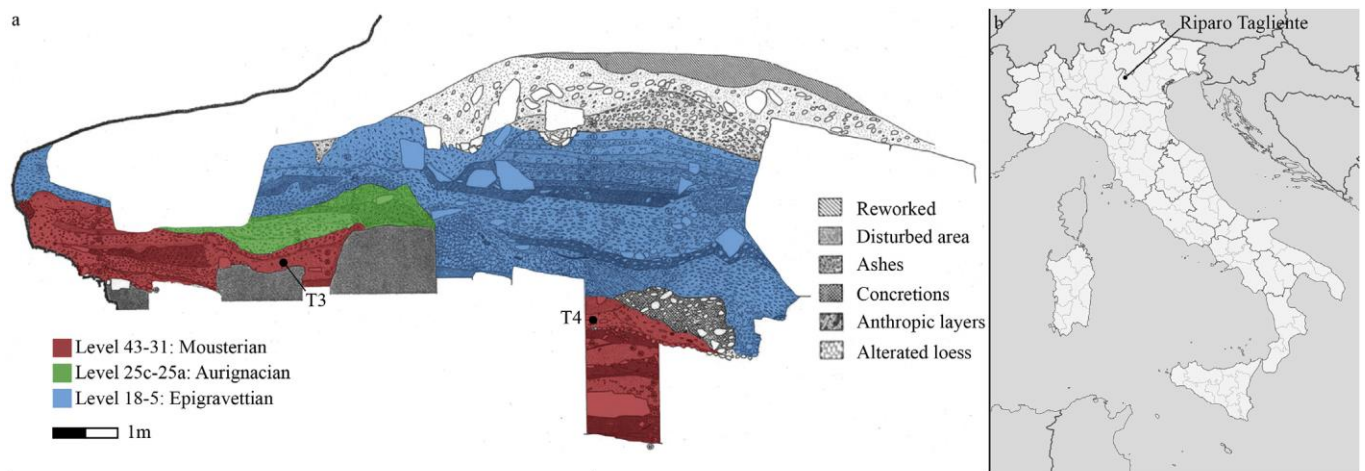 a
T3
T4
Level 43-31: Mousterian
Level 25c-25a: Aurignacian
Level 18-5: Epigravettian
1m
Reworked
Disturbed area
Ashes
Concretions
Anthropic layers
Alterated loess
b
Riparo Tagliente